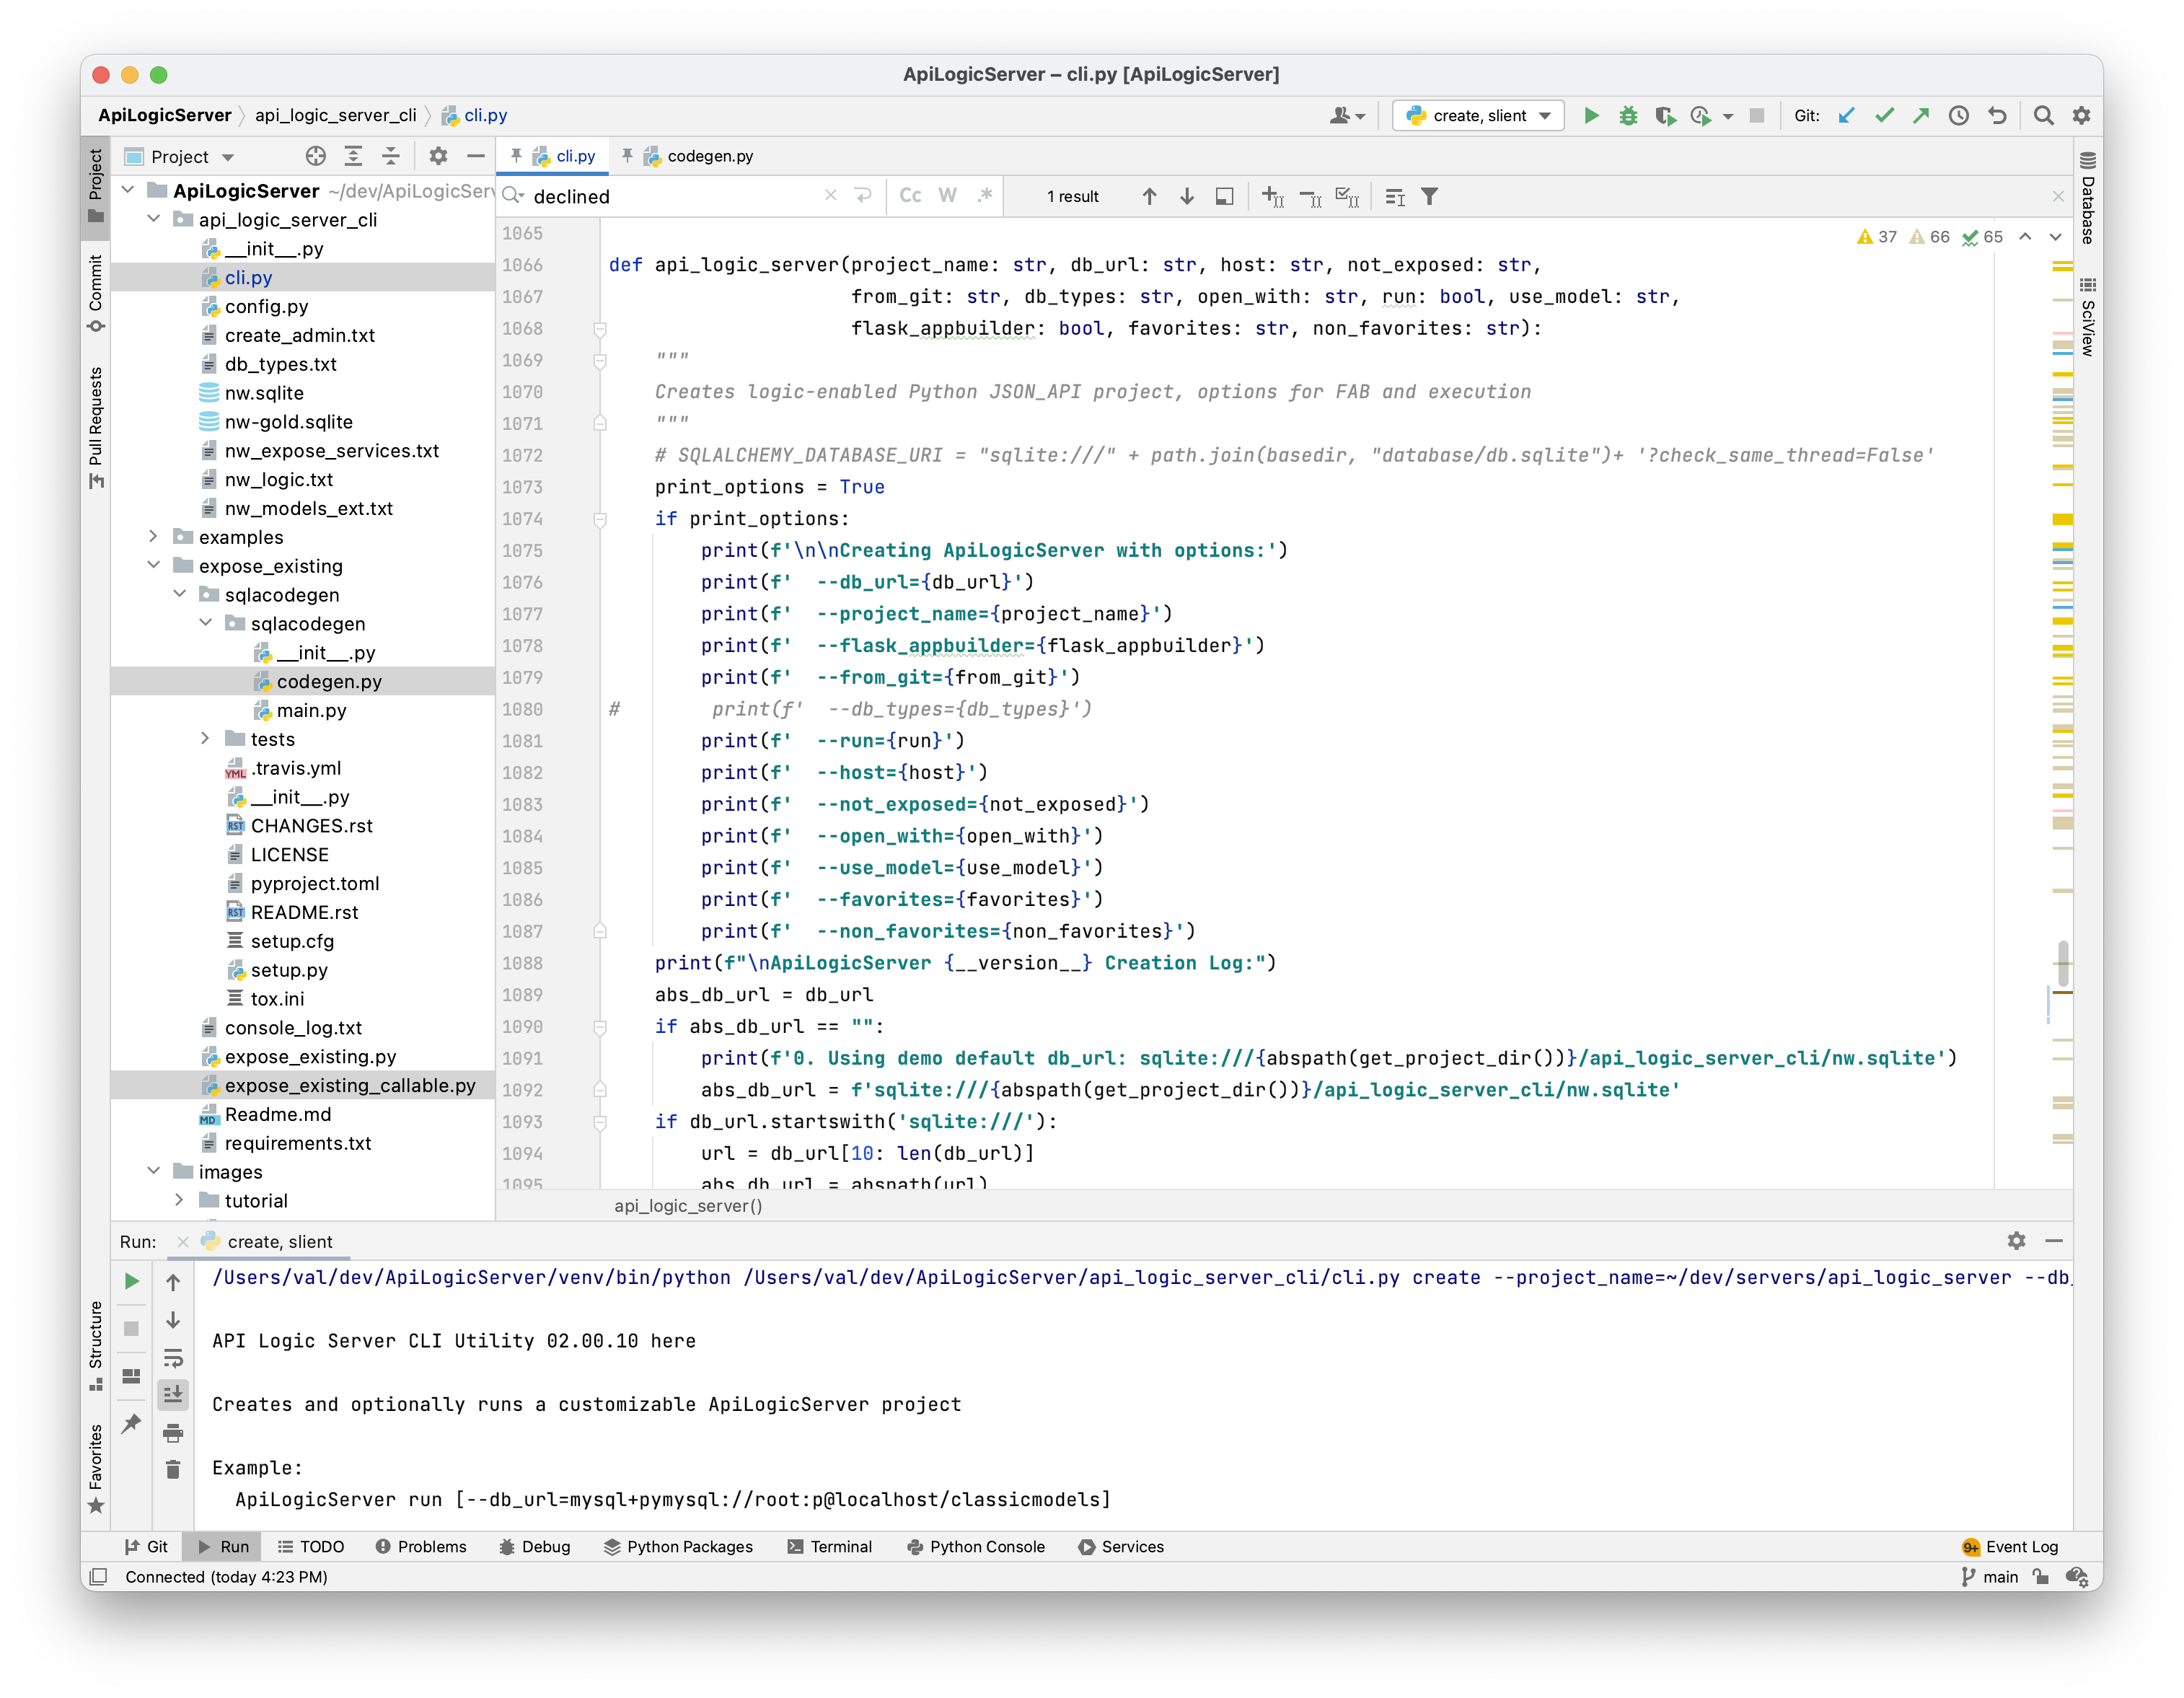 ApiLogicServer – cli.py [ApiLogicServer]
ApiLogicServer api_logic_server_cli cli.py
create, slient
Git:
Project
cli.py
codegen.py
declined
Cc W .*
1 result
Project
Commit
Pull Requests
Structure
Favorites
Database
SciView
ApiLogicServer ~/dev/ApiLogicServ
api_logic_server_cli
__init__.py
cli.py
config.py
create_admin.txt
db_types.txt
nw.sqlite
nw-gold.sqlite
nw_expose_services.txt
nw_logic.txt
nw_models_ext.txt
examples
expose_existing
sqlacodegen
sqlacodegen
__init__.py
codegen.py
main.py
tests
.travis.yml
__init__.py
CHANGES.rst
LICENSE
pyproject.toml
README.rst
setup.cfg
setup.py
tox.ini
console_log.txt
expose_existing.py
expose_existing_callable.py
Readme.md
requirements.txt
images
tutorial
37 66 65
1065
1066 def api_logic_server(project_name: str, db_url: str, host: str, not_exposed: str,
1067 from_git: str, db_types: str, open_with: str, run: bool, use_model: str,
1068 flask_appbuilder: bool, favorites: str, non_favorites: str):
1069 """
1070 Creates logic-enabled Python JSON_API project, options for FAB and execution
1071 """
1072 # SQLALCHEMY_DATABASE_URI = "sqlite:///" + path.join(basedir, "database/db.sqlite")+ '?check_same_thread=False'
1073 print_options = True
1074 if print_options:
1075 print(f'\n\nCreating ApiLogicServer with options:')
1076 print(f'  --db_url={db_url}')
1077 print(f'  --project_name={project_name}')
1078 print(f'  --flask_appbuilder={flask_appbuilder}')
1079 print(f'  --from_git={from_git}')
1080 # print(f'  --db_types={db_types}')
1081 print(f'  --run={run}')
1082 print(f'  --host={host}')
1083 print(f'  --not_exposed={not_exposed}')
1084 print(f'  --open_with={open_with}')
1085 print(f'  --use_model={use_model}')
1086 print(f'  --favorites={favorites}')
1087 print(f'  --non_favorites={non_favorites}')
1088 print(f"\nApiLogicServer {__version__} Creation Log:")
1089 abs_db_url = db_url
1090 if abs_db_url == "":
1091 print(f'0. Using demo default db_url: sqlite:///{abspath(get_project_dir())}/api_logic_server_cli/nw.sqlite')
1092 abs_db_url = f'sqlite:///{abspath(get_project_dir())}/api_logic_server_cli/nw.sqlite'
1093 if db_url.startswith('sqlite:///'):
1094 url = db_url[10: len(db_url)]
1095 abs_db_url = abspath(url)
api_logic_server()
Run: create, slient
/Users/val/dev/ApiLogicServer/venv/bin/python /Users/val/dev/ApiLogicServer/api_logic_server_cli/cli.py create --project_name=~/dev/servers/api_logic_server --db_
API Logic Server CLI Utility 02.00.10 here
Creates and optionally runs a customizable ApiLogicServer project
Example:
ApiLogicServer run [--db_url=mysql+pymysql://root:p@localhost/classicmodels]
Git Run TODO Problems Debug Python Packages Terminal Python Console Services 9+ Event Log
Connected (today 4:23 PM) main